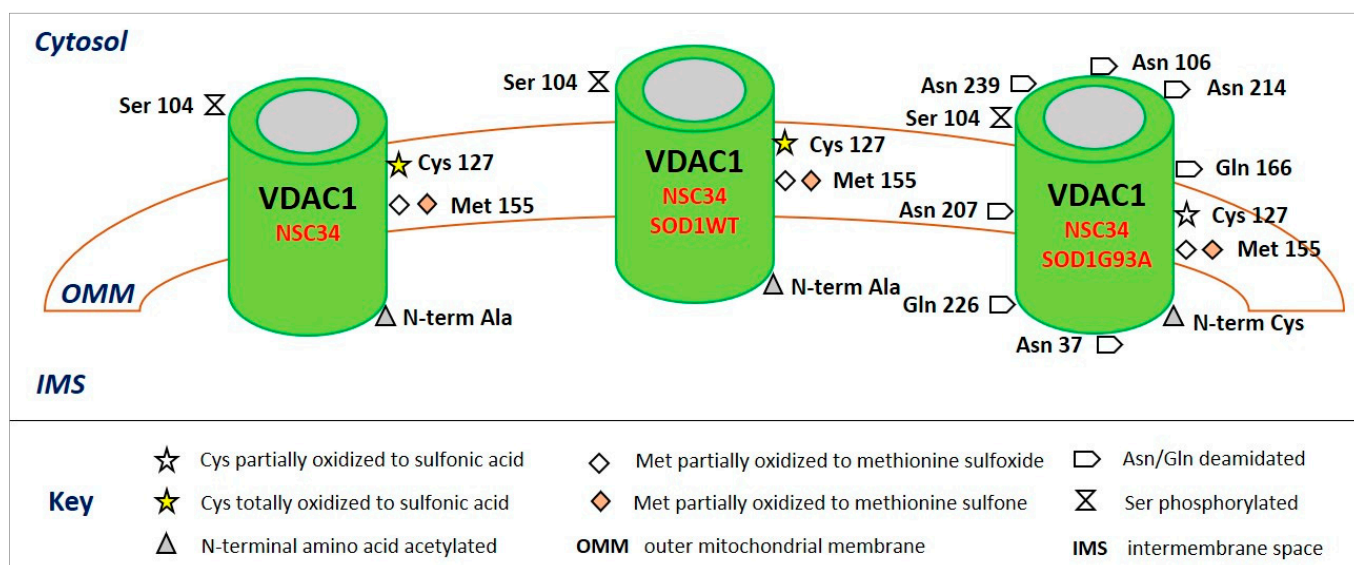 Cytosol
Ser 104
Cys 127
VDAC1
NSC34
Met 155
N-term Ala
Ser 104
Cys 127
VDAC1
NSC34
SOD1WT
Met 155
N-term Ala
Asn 106
Asn 239
Asn 214
Ser 104
Gln 166
VDAC1
NSC34
SOD1G93A
Asn 207
Cys 127
Met 155
Gln 226
N-term Cys
Asn 37
OMM
IMS
Key
Cys partially oxidized to sulfonic acid
Met partially oxidized to methionine sulfoxide
Asn/Gln deamidated
Cys totally oxidized to sulfonic acid
Met partially oxidized to methionine sulfone
Ser phosphorylated
N-terminal amino acid acetylated
OMM outer mitochondrial membrane
IMS intermembrane space